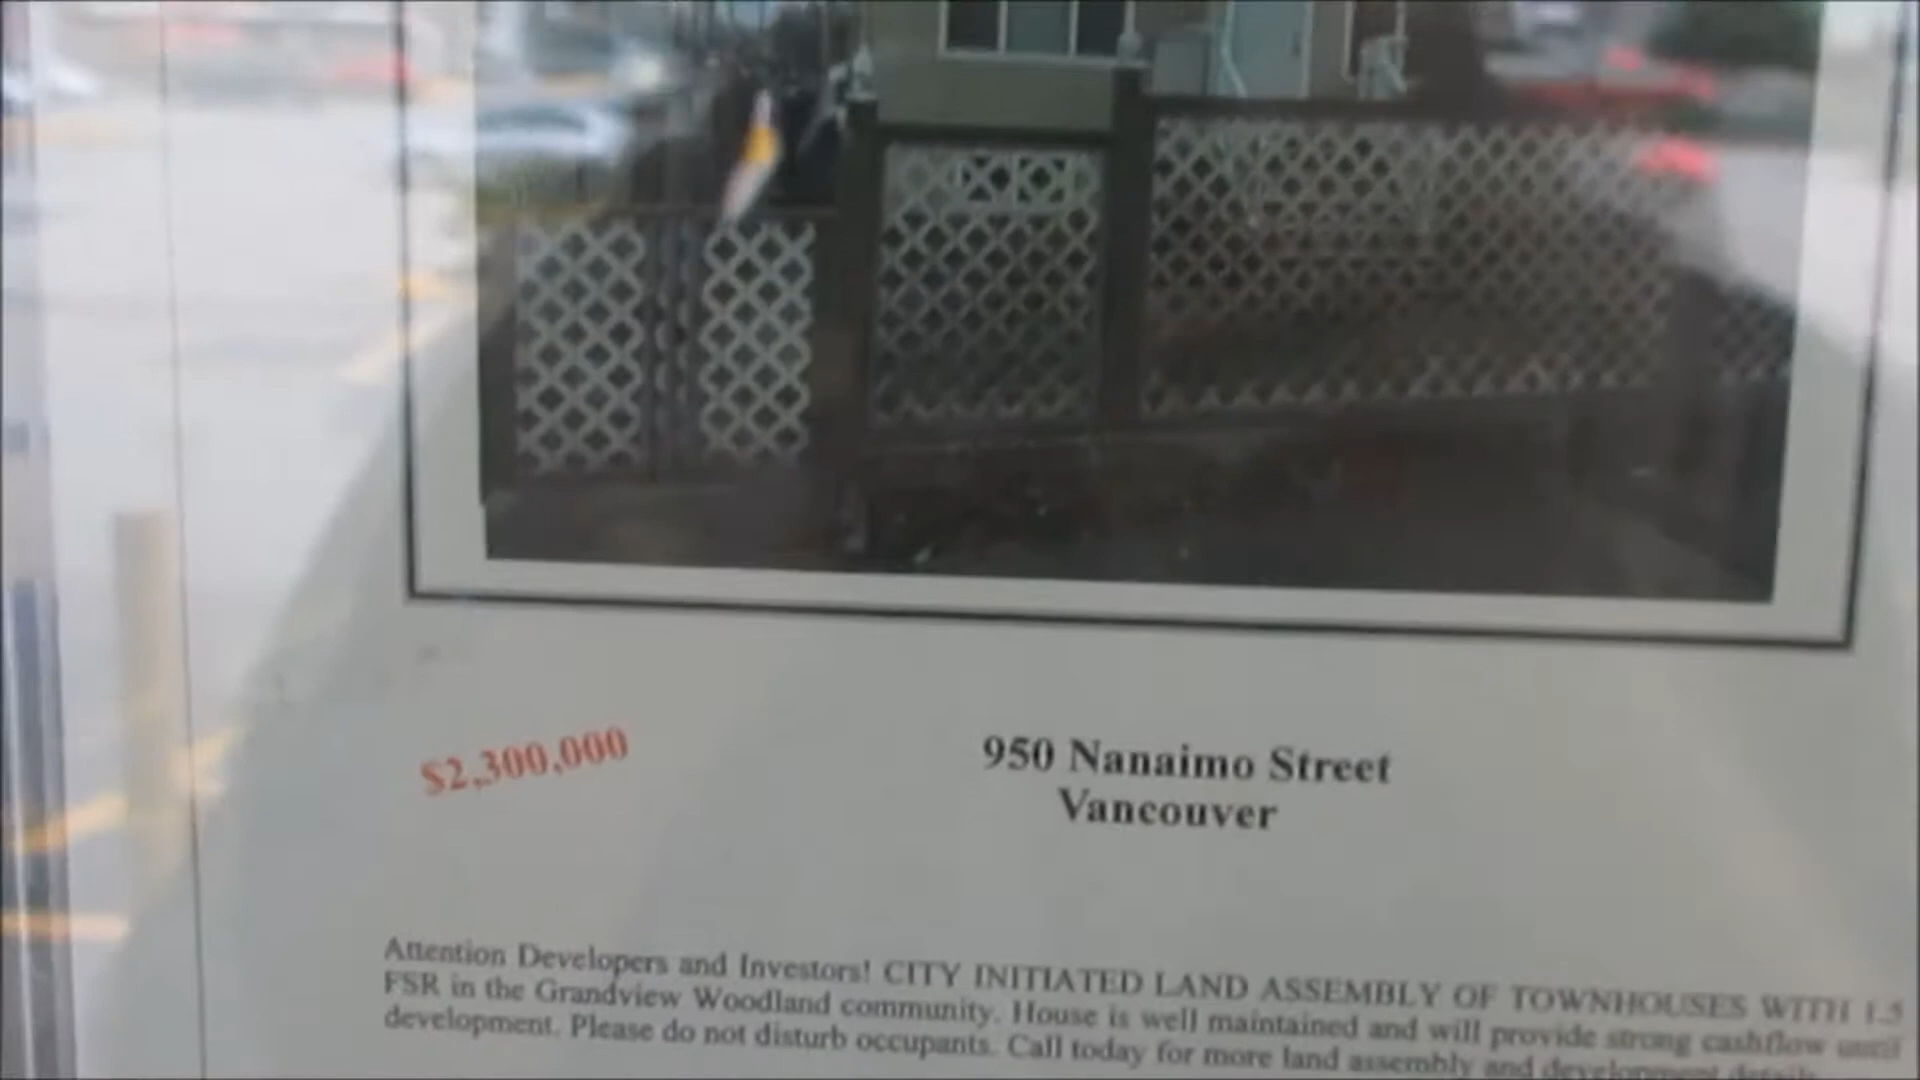 $2,300,000
950 Nanaimo Street
Vancouver
Attention Developers and Investors! CITY INITIATED LAND ASSEMBLY OF TOWNHOUSES WITH 1.5
FSR in the Grandview Woodland community. House is well maintained and will provide strong cashflow until
development. Please do not disturb occupants. Call today for more land assembly and development details